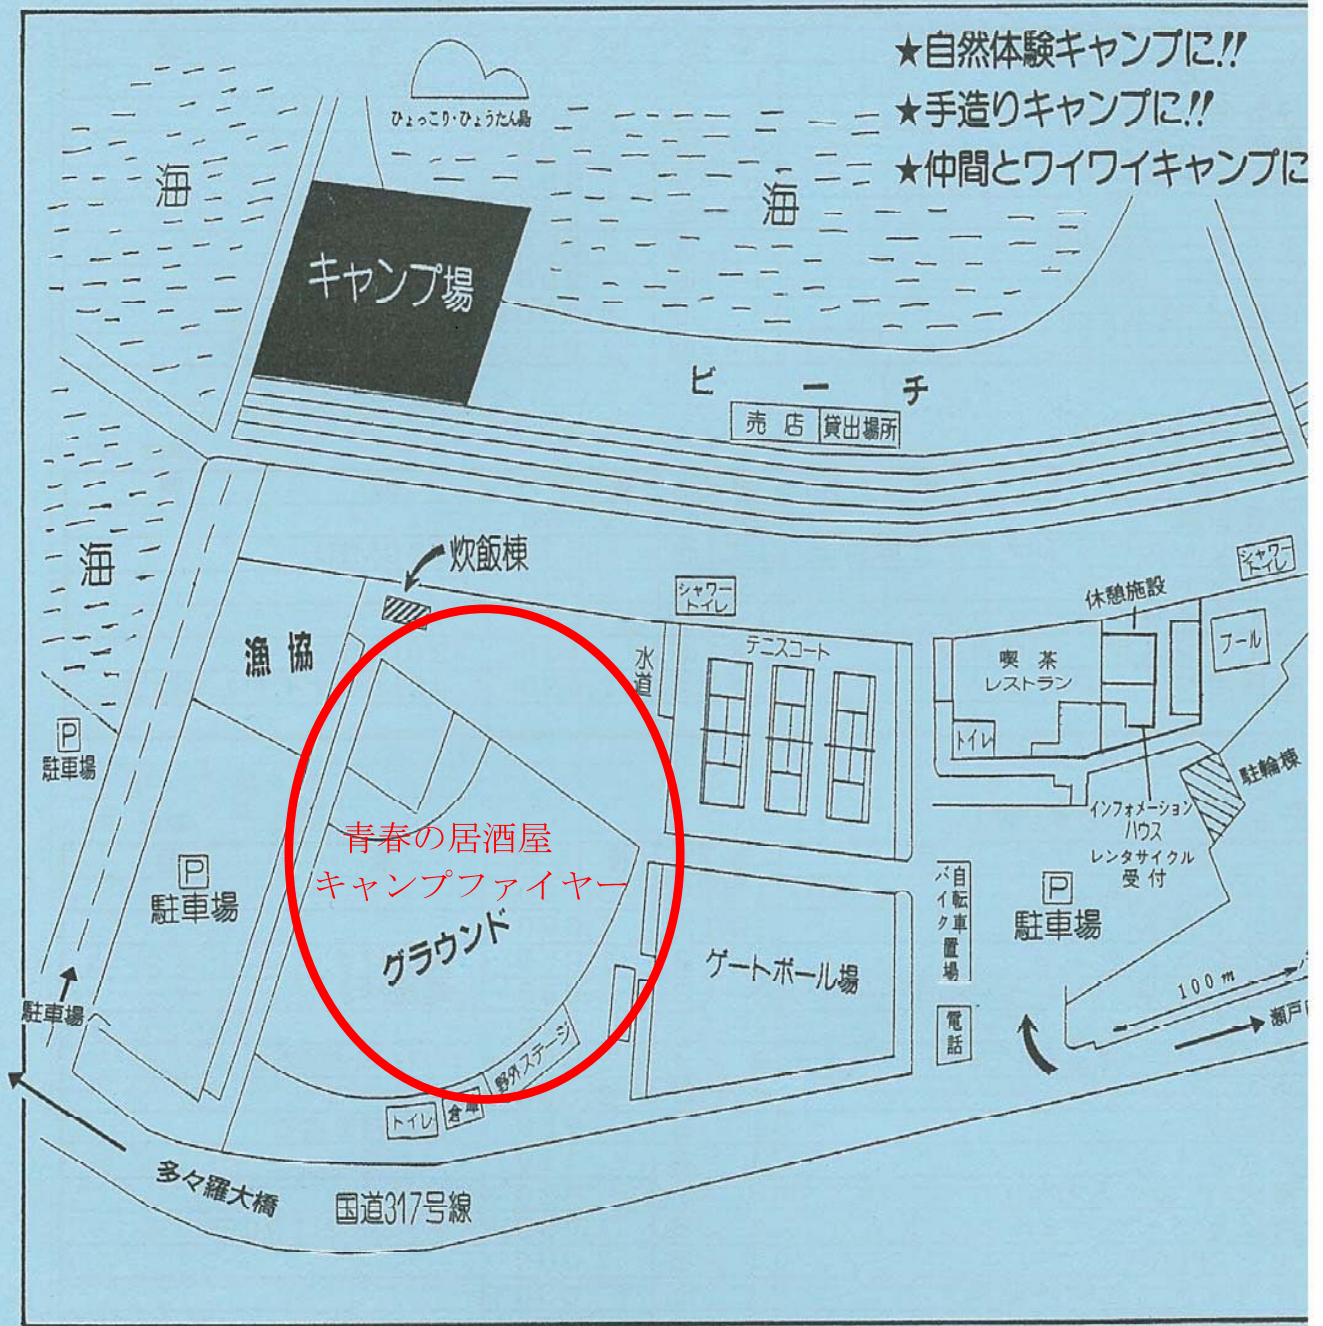 ★自然体験キャンプに!!
★手造りキャンプに!!
★仲間とワイワイキャンプに
ひょっこり・ひょうたん島
海
海
キャンプ場
ビーチ
売店
貸出場所
海
炊飯棟
シャワー
トイレ
シャワー
トイレ
休憩施設
漁協
水道
テニスコート
喫茶
レストラン
プール
トイレ
P
駐車場
駐輪棟
インフォメーション
ハウス
レンタサイクル
受付
青春の居酒屋
キャンプファイヤー
P
駐車場
グラウンド
ゲートボール場
自転車
バイク置場
P
駐車場
100m
瀬戸
駐車場
電話
野外ステージ
倉庫
トイレ
多々羅大橋
国道317号線